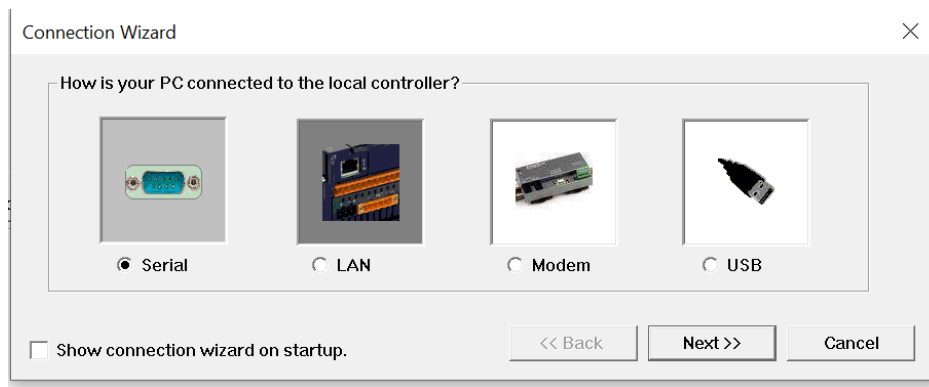 Connection Wizard
How is your PC connected to the local controller?
Serial LAN Modem USB
Show connection wizard on startup. << Back Next >> Cancel